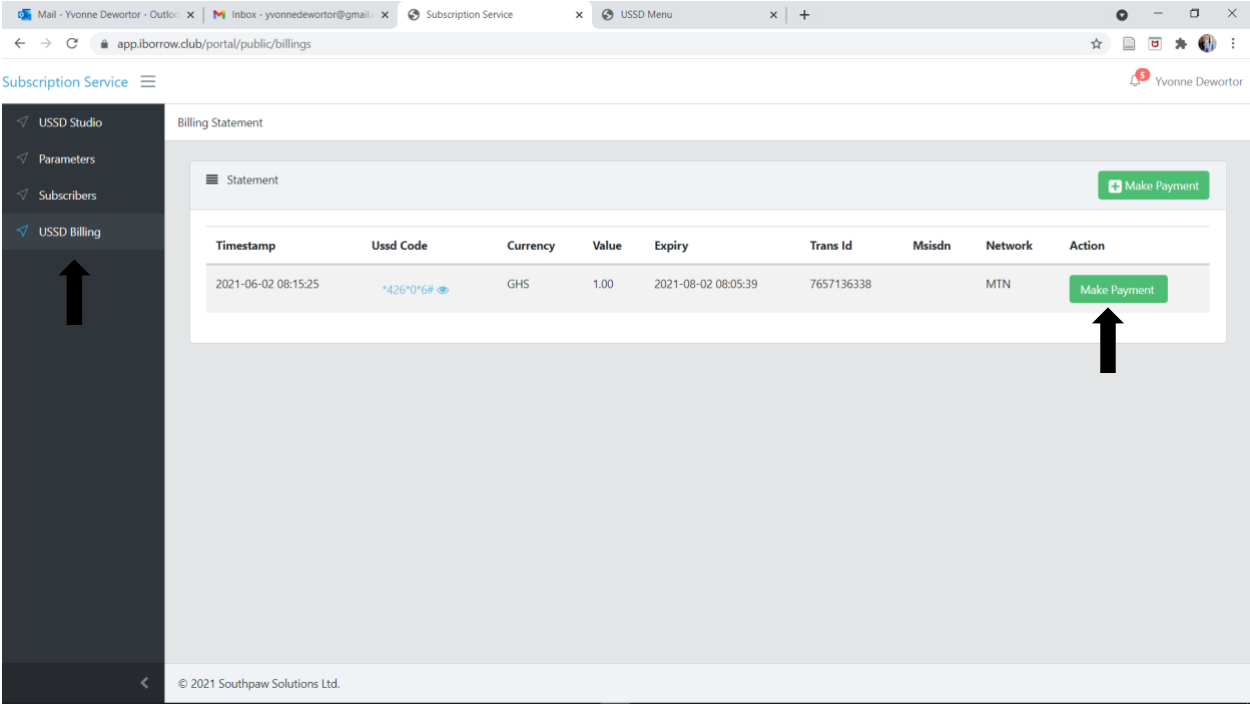 Mail - Yvonne Dewortor - Outloo
Inbox - yvonnedewortor@gmail.c
Subscription Service
USSD Menu
app.iborrow.club/portal/public/billings
Subscription Service
5
Yvonne Dewortor
USSD Studio
Parameters
Subscribers
USSD Billing
Billing Statement
Statement
Make Payment
Timestamp Ussd Code Currency Value Expiry Trans Id Msisdn Network Action
2021-06-02 08:15:25 *426*0*6# GHS 1.00 2021-08-02 08:05:39 7657136338 MTN Make Payment
© 2021 Southpaw Solutions Ltd.